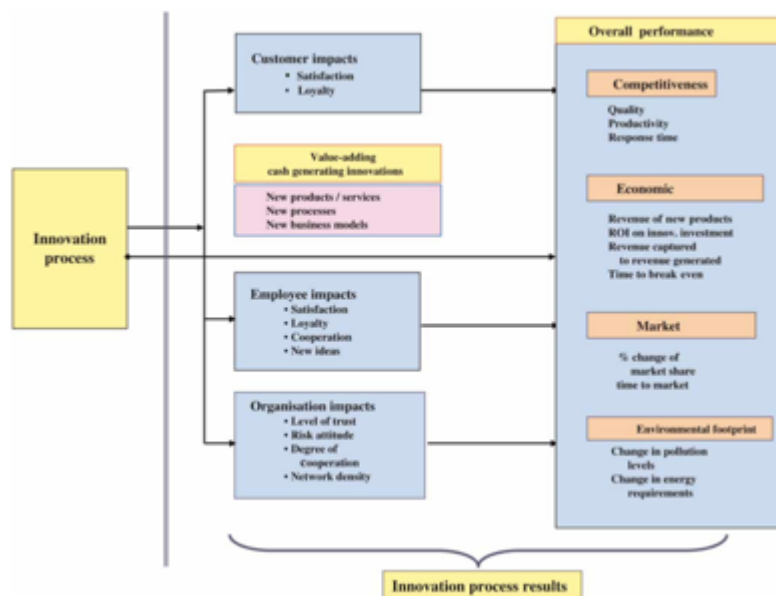 Innovation
process
Customer impacts
• Satisfaction
• Loyalty
Value-adding
cash generating innovations
New products / services
New processes
New business models
Employee impacts
• Satisfaction
• Loyalty
• Cooperation
• New ideas
Organisation impacts
• Level of trust
• Risk attitude
• Degree of
cooperation
• Network density
Overall performance
Competitiveness
Quality
Productivity
Response time
Economic
Revenue of new products
ROI on innov. investment
Revenue captured
to revenue generated
Time to break even
Market
% change of
market share
time to market
Environmental footprint
Change in pollution
levels
Change in energy
requirements
Innovation process results